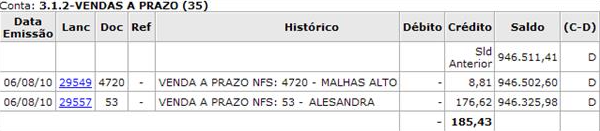 Conta: 3.1.2-VENDAS A PRAZO (35)
Data Emissão Lanc Doc Ref Histórico Débito Crédito Saldo (C-D)
Sld Anterior 946.511,41 D
06/08/10 29549 4720 - VENDA A PRAZO NFS: 4720 - MALHAS ALTO - 8,81 946.502,60 D
06/08/10 29557 53 - VENDA A PRAZO NFS: 53 - ALESANDRA - 176,62 946.325,98 D
- 185,43